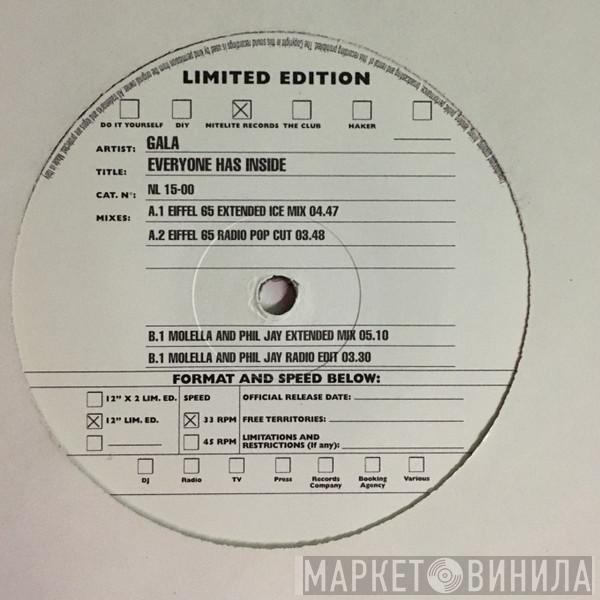 LIMITED EDITION
DO IT YOURSELF DIY NITELITE RECORDS THE CLUB HAKER
ARTIST: GALA
TITLE: EVERYONE HAS INSIDE
CAT. N°: NL 15-00
MIXES: A.1 EIFFEL 65 EXTENDED ICE MIX 04.47
A.2 EIFFEL 65 RADIO POP CUT 03.48
B.1 MOLELLA AND PHIL JAY EXTENDED MIX 05.10
B.1 MOLELLA AND PHIL JAY RADIO EDIT 03.30
FORMAT AND SPEED BELOW:
12" X 2 LIM. ED. SPEED OFFICIAL RELEASE DATE:
12" LIM. ED. 33 RPM FREE TERRITORIES:
45 RPM LIMITATIONS AND
RESTRICTIONS (If any):
DJ Radio TV Press Records Company Booking Agency Various
МАРКЕТ ВИНИЛА